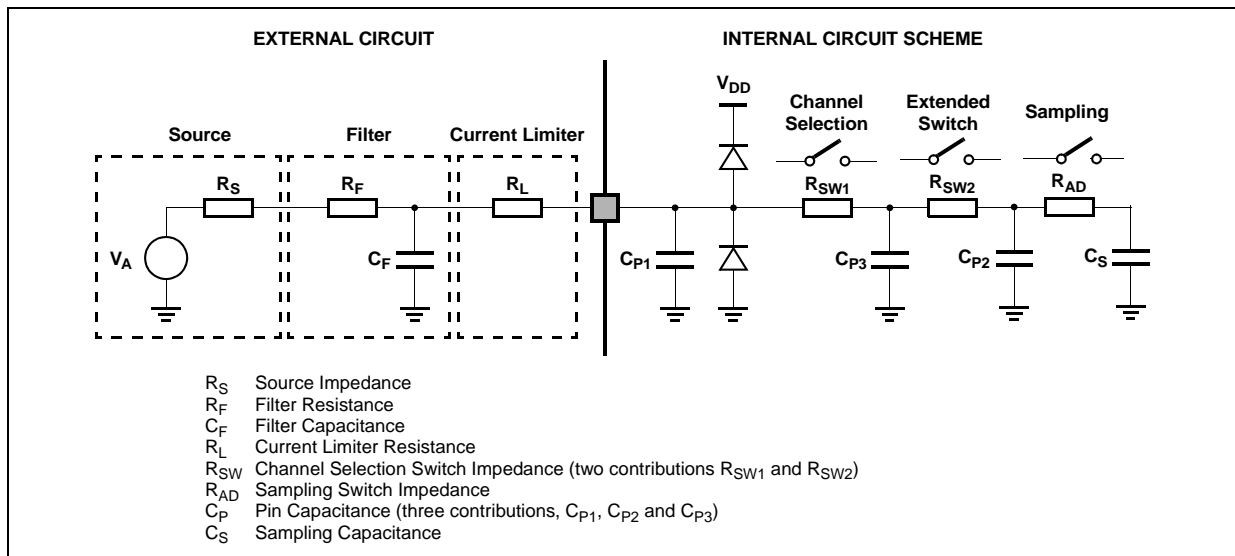 EXTERNAL CIRCUIT
INTERNAL CIRCUIT SCHEME
VDD
Channel
Selection
Extended
Switch
Sampling
Source
Filter
Current Limiter
RS
RF
RL
RSW1
RSW2
RAD
VA
CF
CP1
CP3
CP2
CS
RS Source Impedance
RF Filter Resistance
CF Filter Capacitance
RL Current Limiter Resistance
RSW Channel Selection Switch Impedance (two contributions RSW1 and RSW2)
RAD Sampling Switch Impedance
CP Pin Capacitance (three contributions, CP1, CP2 and CP3)
CS Sampling Capacitance